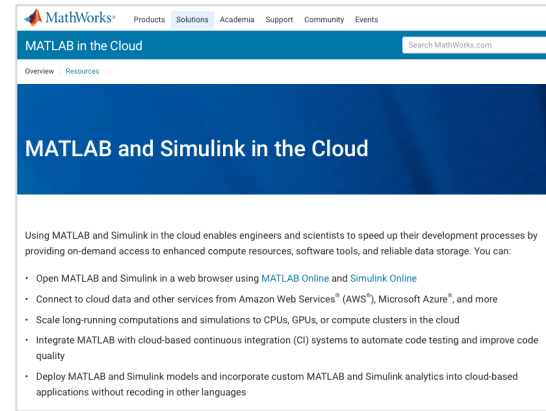 MathWorks® Products Solutions Academia Support Community Events
MATLAB in the Cloud Search MathWorks.com
Overview Resources
MATLAB and Simulink in the Cloud
Using MATLAB and Simulink in the cloud enables engineers and scientists to speed up their development processes by
providing on-demand access to enhanced compute resources, software tools, and reliable data storage. You can:
• Open MATLAB and Simulink in a web browser using MATLAB Online and Simulink Online
• Connect to cloud data and other services from Amazon Web Services® (AWS®), Microsoft Azure®, and more
• Scale long-running computations and simulations to CPUs, GPUs, or compute clusters in the cloud
• Integrate MATLAB with cloud-based continuous integration (CI) systems to automate code testing and improve code
quality
• Deploy MATLAB and Simulink models and incorporate custom MATLAB and Simulink analytics into cloud-based
applications without recoding in other languages